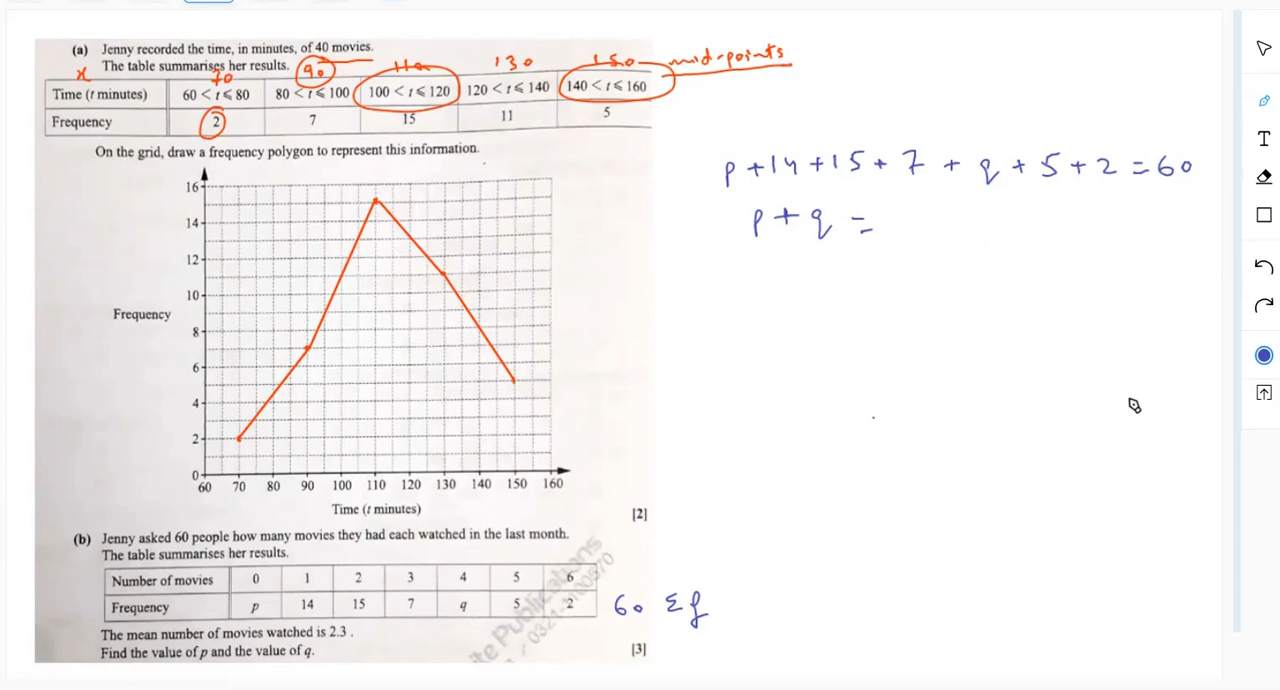 (a) Jenny recorded the time, in minutes, of 40 movies.
The table summarises her results.
x 70 90 110 130 150 mid-points
Time (t minutes) 60 < t ⩽ 80 80 < t ⩽ 100 100 < t ⩽ 120 120 < t ⩽ 140 140 < t ⩽ 160
Frequency 2 7 15 11 5
On the grid, draw a frequency polygon to represent this information.
16
14
12
10
Frequency
8
6
4
2
0
60 70 80 90 100 110 120 130 140 150 160
Time (t minutes)
[2]
p + 14 + 15 + 7 + q + 5 + 2 = 60
p + q =
(b) Jenny asked 60 people how many movies they had each watched in the last month.
The table summarises her results.
Number of movies 0 1 2 3 4 5 6
Frequency p 14 15 7 q 5 2 60 Σf
The mean number of movies watched is 2.3 .
Find the value of p and the value of q.
[3]
T